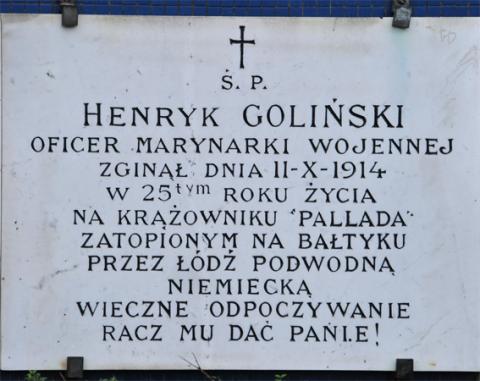 Ś. P.
HENRYK GOLIŃSKI
OFICER MARYNARKI WOJENNEJ
ZGINĄŁ DNIA 11-X-1914
W 25tym ROKU ŻYCIA
NA KRĄŻOWNIKU "PALLADA"
ZATOPIONYM NA BAŁTYKU
PRZEZ ŁÓDŹ PODWODNĄ
NIEMIECKĄ
WIECZNE ODPOCZYWANIE
RACZ MU DAĆ PANIE!